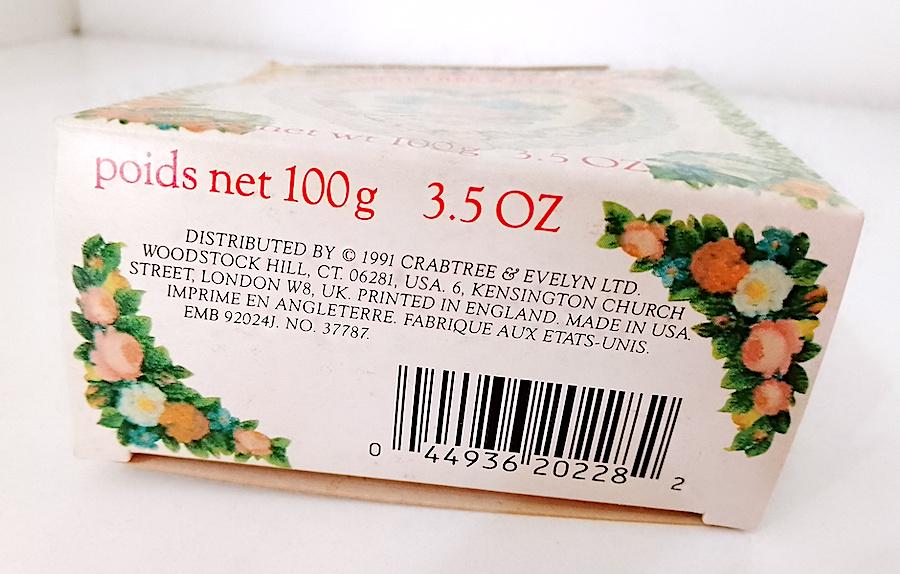 net wt 100g 3.5 OZ
poids net 100g 3.5 OZ
DISTRIBUTED BY © 1991 CRABTREE & EVELYN LTD.
WOODSTOCK HILL, CT. 06281, USA. 6, KENSINGTON CHURCH
STREET, LONDON W8, UK. PRINTED IN ENGLAND. MADE IN USA.
IMPRIME EN ANGLETERRE. FABRIQUE AUX ETATS-UNIS.
EMB 92024J. NO. 37787.
0 44936 20228 2